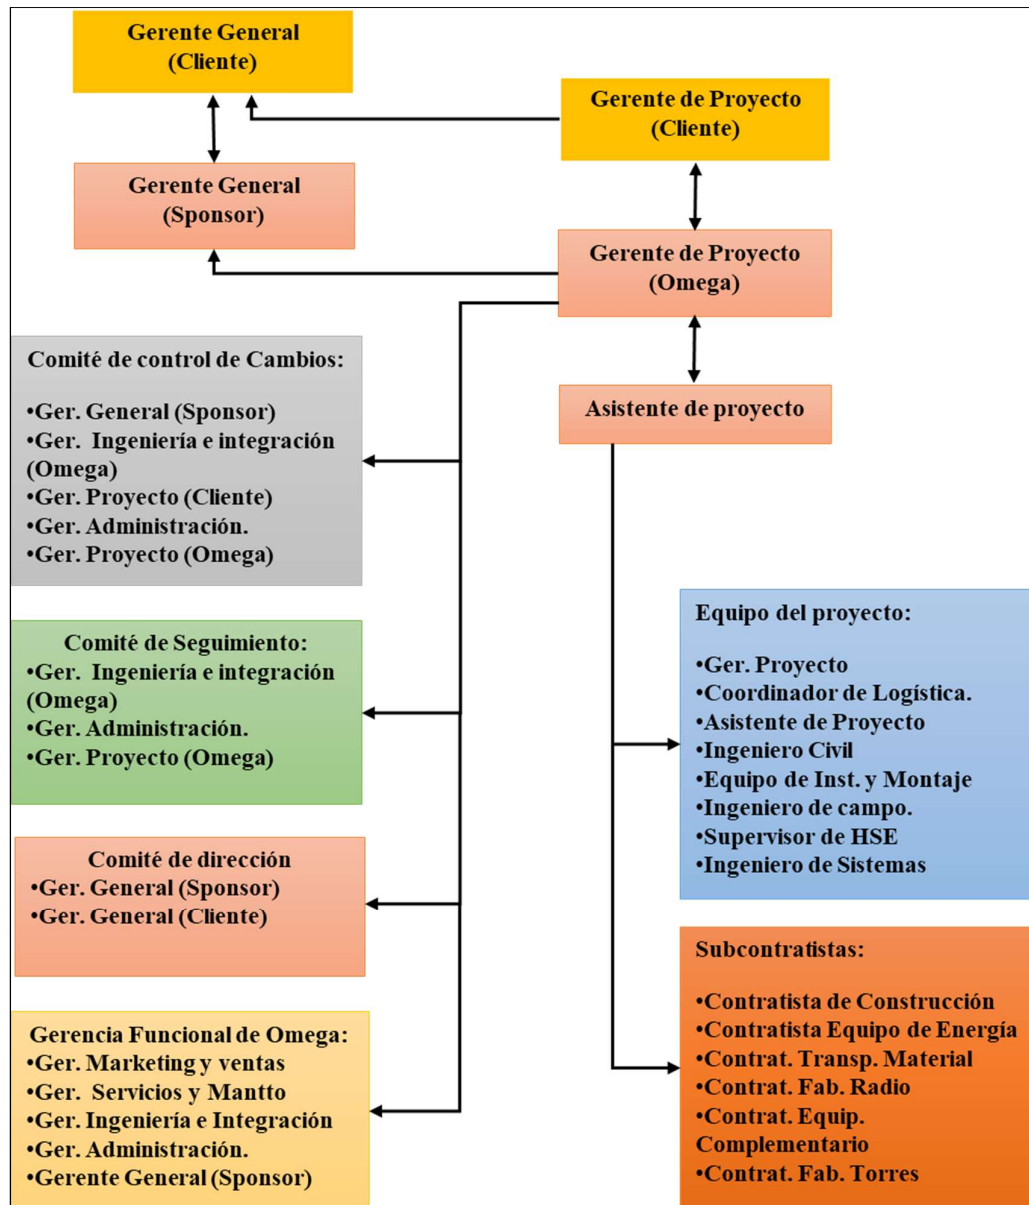 Gerente General
(Cliente)
Gerente de Proyecto
(Cliente)
Gerente General
(Sponsor)
Gerente de Proyecto
(Omega)
Asistente de proyecto
Comité de control de Cambios:
•Ger. General (Sponsor)
•Ger. Ingeniería e integración
(Omega)
•Ger. Proyecto (Cliente)
•Ger. Administración.
•Ger. Proyecto (Omega)
Comité de Seguimiento:
•Ger. Ingeniería e integración
(Omega)
•Ger. Administración.
•Ger. Proyecto (Omega)
Comité de dirección
•Ger. General (Sponsor)
•Ger. General (Cliente)
Gerencia Funcional de Omega:
•Ger. Marketing y ventas
•Ger. Servicios y Mantto
•Ger. Ingeniería e Integración
•Ger. Administración.
•Gerente General (Sponsor)
Equipo del proyecto:
•Ger. Proyecto
•Coordinador de Logística.
•Asistente de Proyecto
•Ingeniero Civil
•Equipo de Inst. y Montaje
•Ingeniero de campo.
•Supervisor de HSE
•Ingeniero de Sistemas
Subcontratistas:
•Contratista de Construcción
•Contratista Equipo de Energía
•Contrat. Transp. Material
•Contrat. Fab. Radio
•Contrat. Equip.
Complementario
•Contrat. Fab. Torres